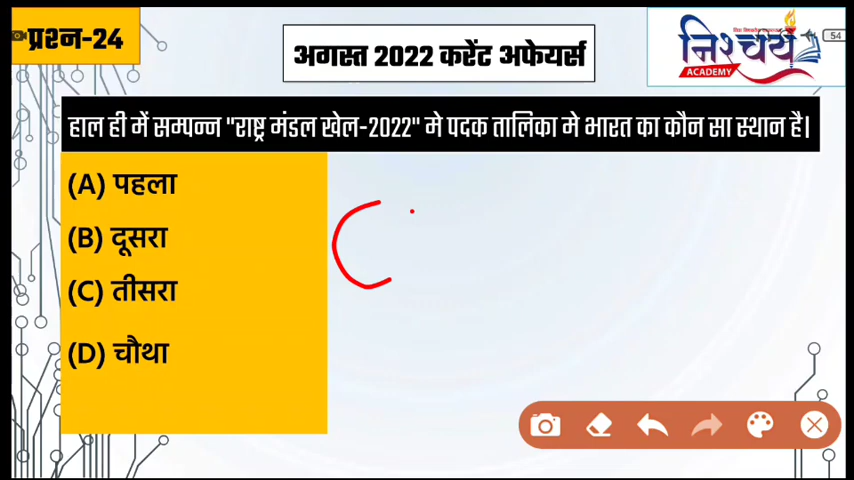 प्रश्न-24
अगस्त 2022 करेंट अफेयर्स
निश्चय
ACADEMY
54
हाल ही में सम्पन्न "राष्ट्र मंडल खेल-2022" मे पदक तालिका मे भारत का कौन सा स्थान है।
(A) पहला
(B) दूसरा
(C) तीसरा
(D) चौथा